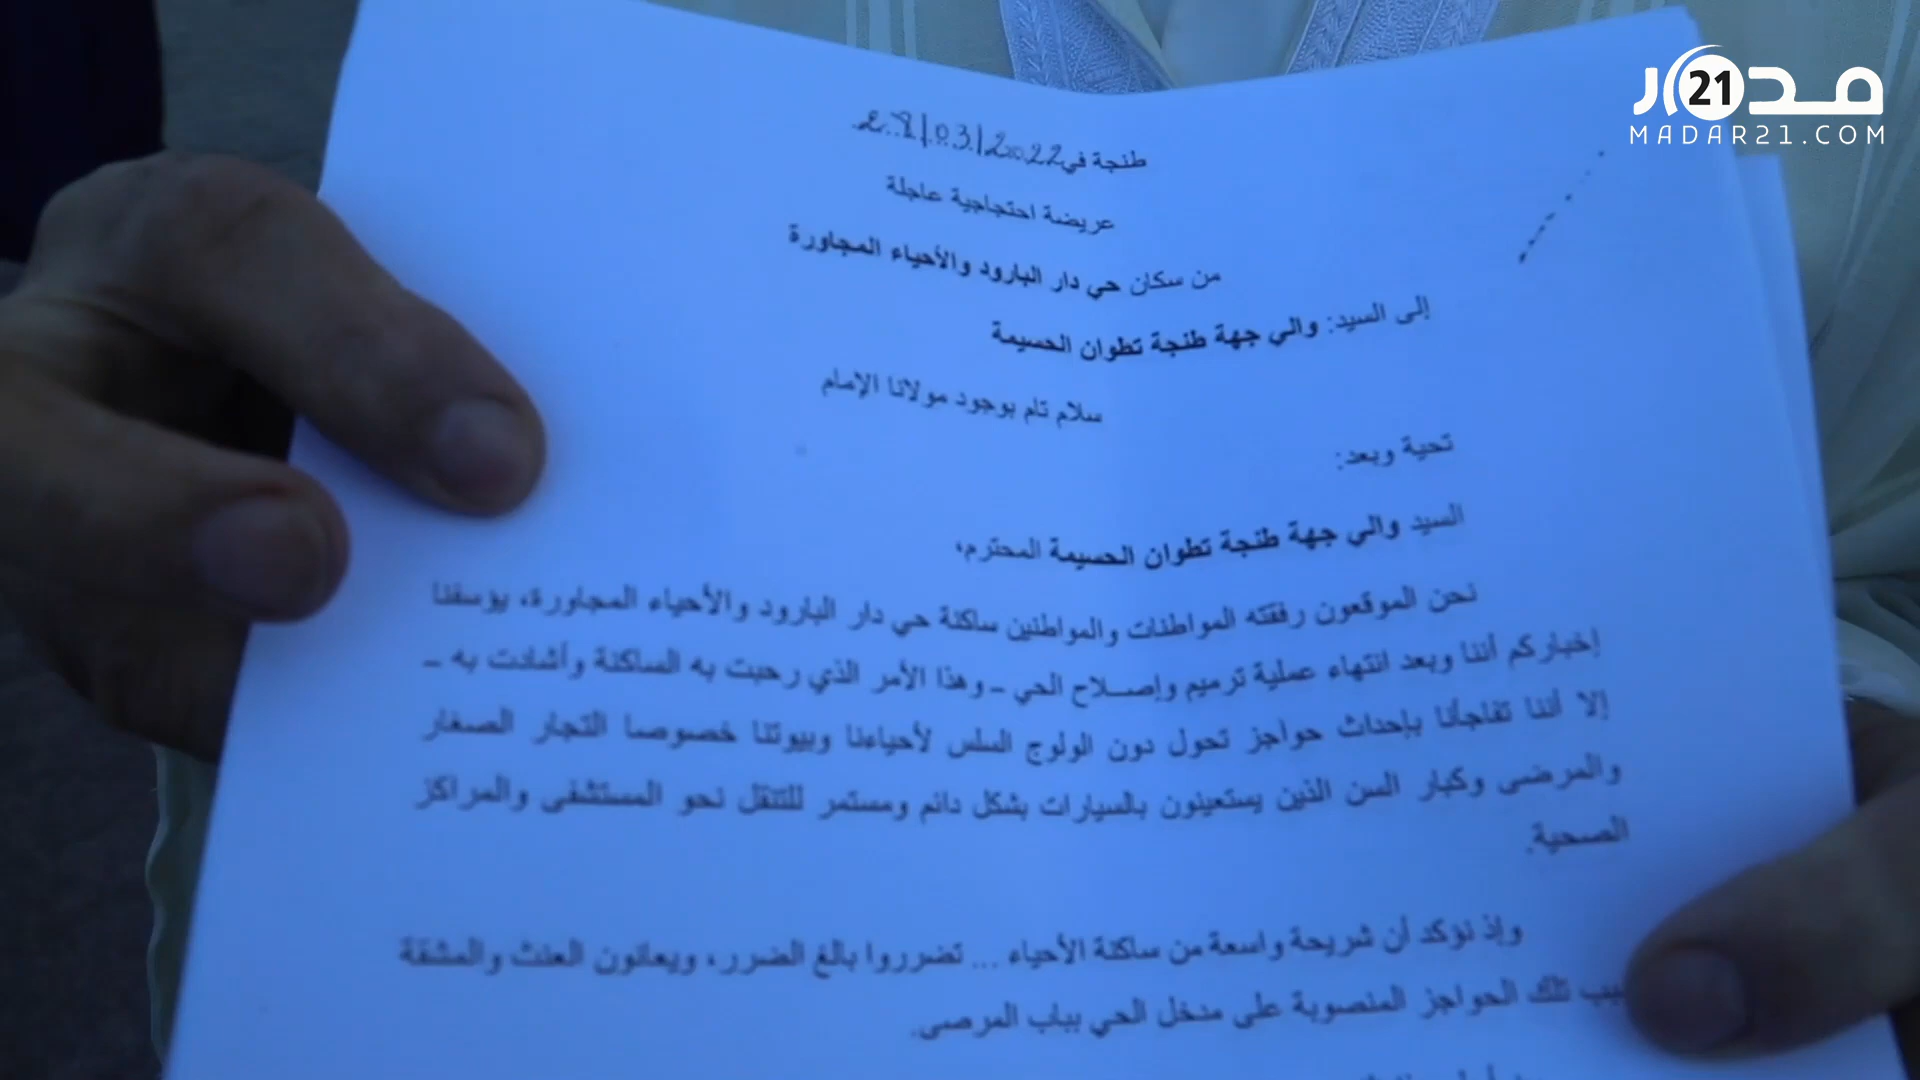 مدار 21
MADAR21.COM
طنجة في 28/03/2022
عريضة احتجاجية عاجلة
من سكان حي دار البارود والأحياء المجاورة
إلى السيد: والي جهة طنجة تطوان الحسيمة
سلام تام بوجود مولانا الإمام
تحية وبعد:
السيد والي جهة طنجة تطوان الحسيمة المحترم،
نحن الموقعون رفقته المواطنات والمواطنين ساكنة حي دار البارود والأحياء المجاورة، يؤسفنا
إخباركم أننا وبعد انتهاء عملية ترميم وإصلاح الحي – وهذا الأمر الذي رحبت به الساكنة وأشادت به –
إلا أننا تفاجأنا بإحداث حواجز تحول دون الولوج السلس لأحياءنا وبيوتنا خصوصا التجار الصغار
والمرضى وكبار السن الذين يستعينون بالسيارات بشكل دائم ومستمر للتنقل نحو المستشفى والمراكز
الصحية.
وإذ نؤكد أن شريحة واسعة من ساكنة الأحياء ... تضرروا بالغ الضرر، ويعانون العنت والمشقة
تلك الحواجز المنصوبة على مدخل الحي بباب المرصى.